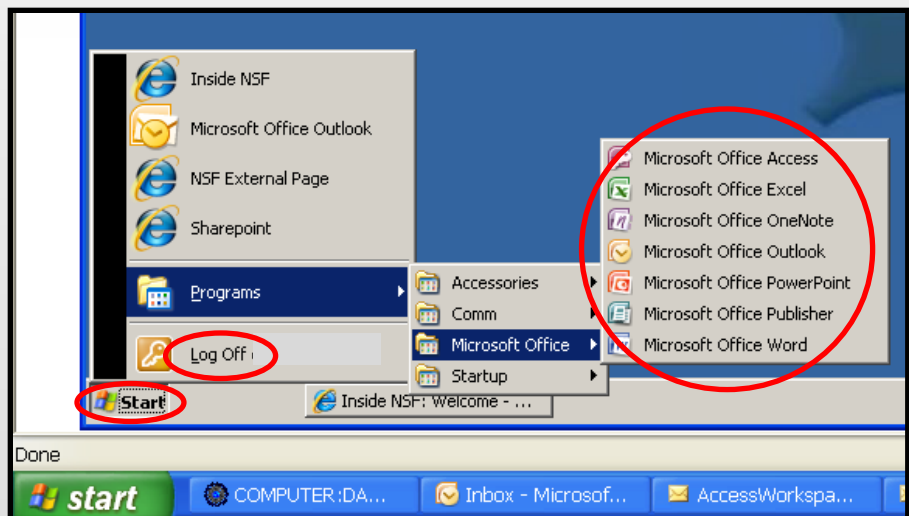 Inside NSF
Microsoft Office Outlook
NSF External Page
Sharepoint
Programs
Log Off
Accessories
Comm
Microsoft Office
Startup
Microsoft Office Access
Microsoft Office Excel
Microsoft Office OneNote
Microsoft Office Outlook
Microsoft Office PowerPoint
Microsoft Office Publisher
Microsoft Office Word
Start
Inside NSF: Welcome - ...
Done
start
COMPUTER:DA...
Inbox - Microsof...
AccessWorkspa...